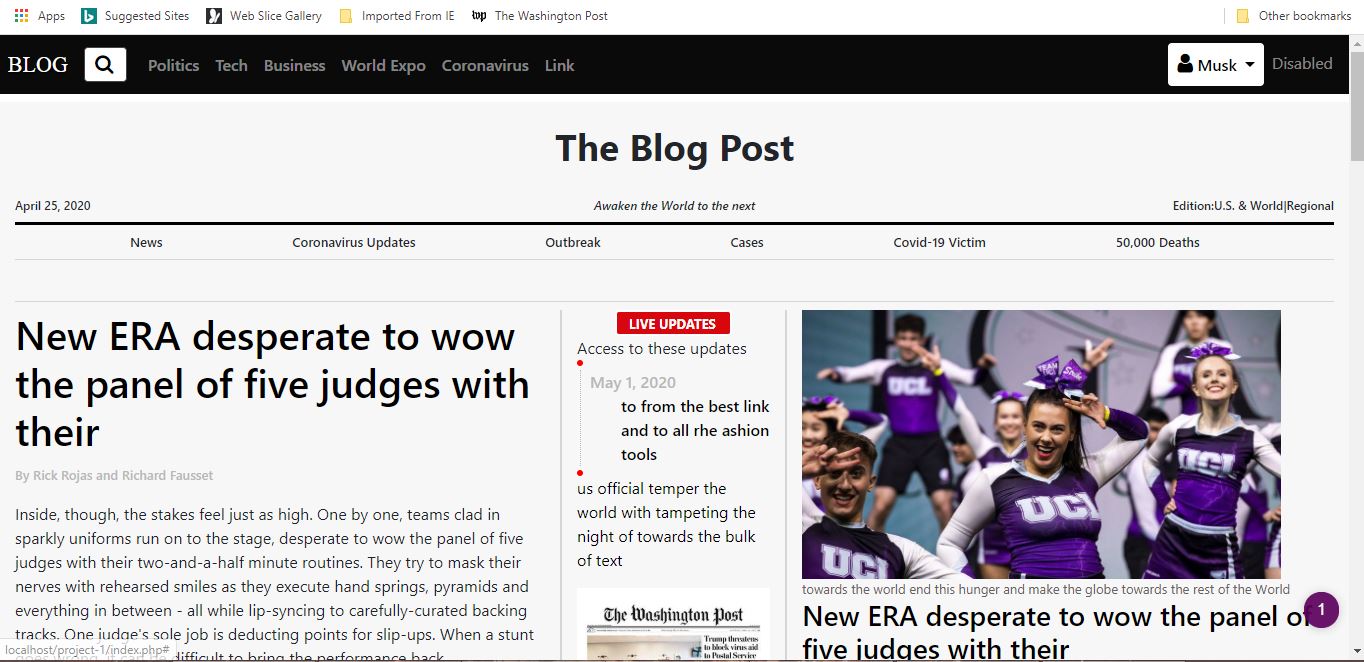 Apps Suggested Sites Web Slice Gallery Imported From IE wp The Washington Post Other bookmarks
BLOG Politics Tech Business World Expo Coronavirus Link Musk Disabled
The Blog Post
April 25, 2020 Awaken the World to the next Edition:U.S. & World|Regional
News Coronavirus Updates Outbreak Cases Covid-19 Victim 50,000 Deaths
New ERA desperate to wow
the panel of five judges with
their
By Rick Rojas and Richard Fausset
Inside, though, the stakes feel just as high. One by one, teams clad in
sparkly uniforms run on to the stage, desperate to wow the panel of five
judges with their two-and-a-half minute routines. They try to mask their
nerves with rehearsed smiles as they execute hand springs, pyramids and
everything in between - all while lip-syncing to carefully-curated backing
tracks. One judge's sole job is deducting points for slip-ups. When a stunt
goes wrong, it can be difficult to bring the performance back.
localhost/project-1/index.php#
LIVE UPDATES
Access to these updates
May 1, 2020
to from the best link
and to all rhe ashion
tools
us official temper the
world with tampeting the
night of towards the bulk
of text
The Washington Post
Trump threatens
to block virus aid
to Postal Service
UCL
TEAM
UCL
Smile
UCL
UCL
UCL
towards the world end this hunger and make the globe towards the rest of the World
New ERA desperate to wow the panel of
five judges with their
1